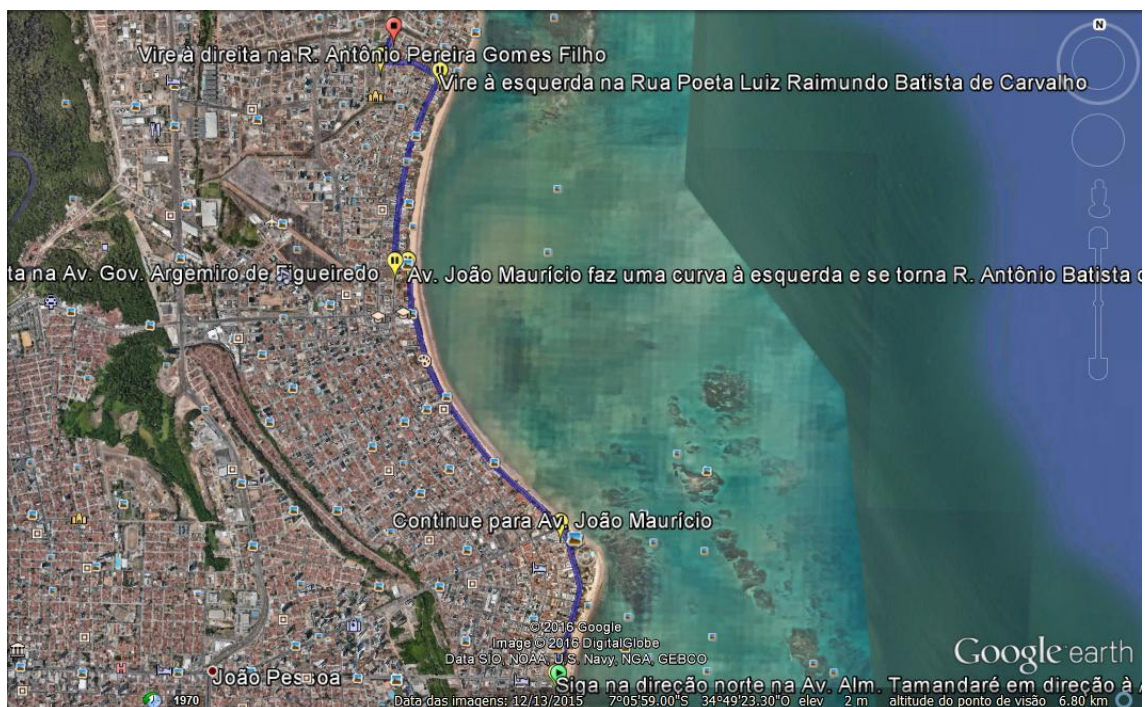 N
Vire à direita na R. Antônio Pereira Gomes Filho
Vire à esquerda na Rua Poeta Luiz Raimundo Batista de Carvalho
ta na Av. Gov. Argemiro de Figueiredo
Av. João Maurício faz uma curva à esquerda e se torna R. Antônio Batista d
Continue para Av. João Maurício
© 2016 Google
Image © 2016 DigitalGlobe
Data SIO, NOAA, U.S. Navy, NGA, GEBCO
Google earth
João Pessoa
Siga na direção norte na Av. Alm. Tamandaré em direção à A
1970
Data das imagens: 12/13/2015 7°05'59.00"S 34°49'23.30"O elev 2 m altitude do ponto de visão 6.80 km